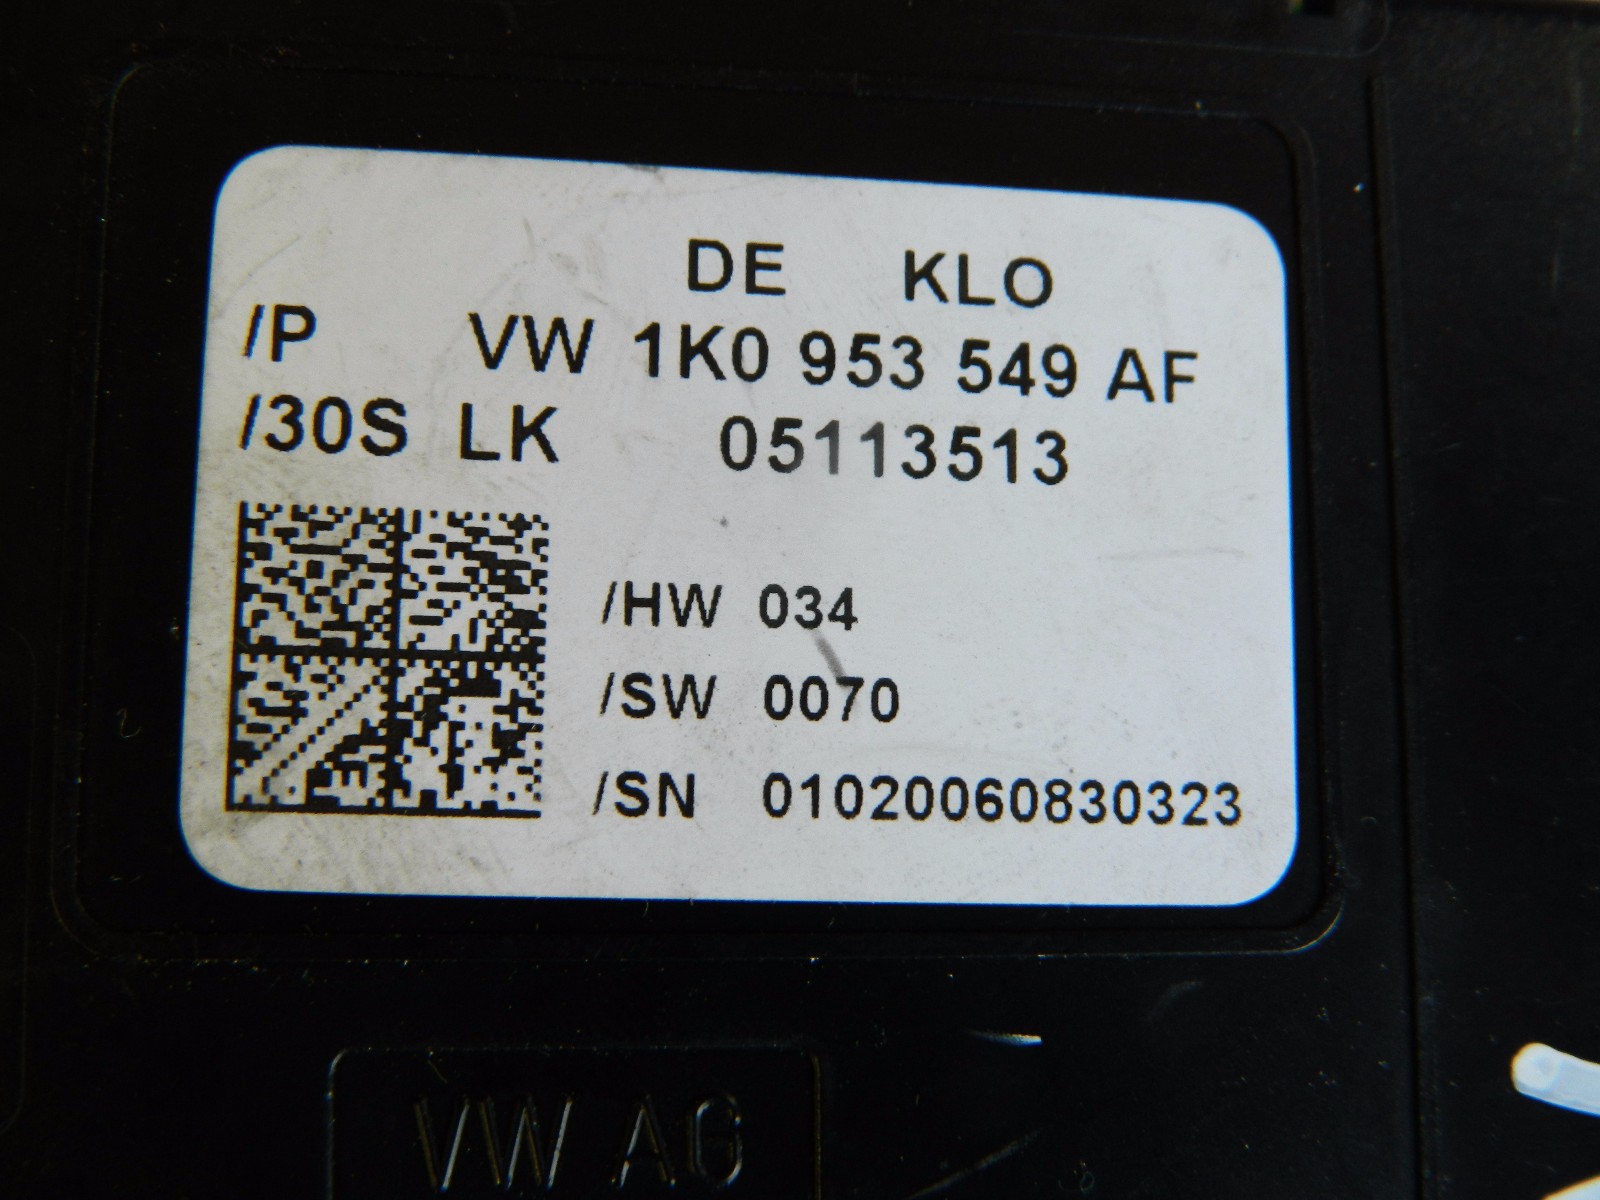 DE KLO
/P VW 1K0 953 549 AF
/30S LK 05113513
/HW 034
/SW 0070
/SN 01020060830323
VW AG